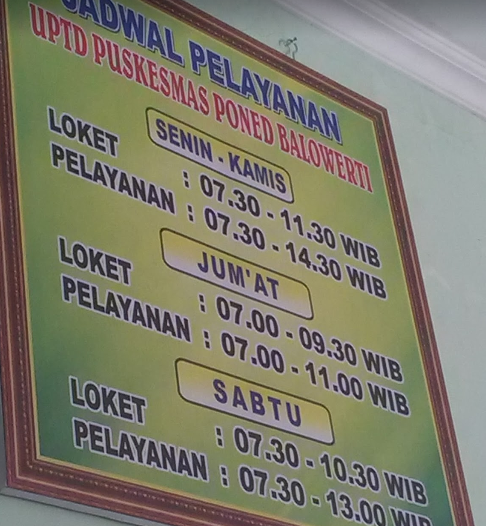 JADWAL PELAYANAN
UPTD PUSKESMAS PONED BALOWERTI
SENIN - KAMIS
LOKET : 07.30 - 11.30 WIB
PELAYANAN : 07.30 - 14.30 WIB
JUM'AT
LOKET : 07.00 - 09.30 WIB
PELAYANAN : 07.00 - 11.00 WIB
SABTU
LOKET : 07.30 - 10.30 WIB
PELAYANAN : 07.30 - 13.00 WIB